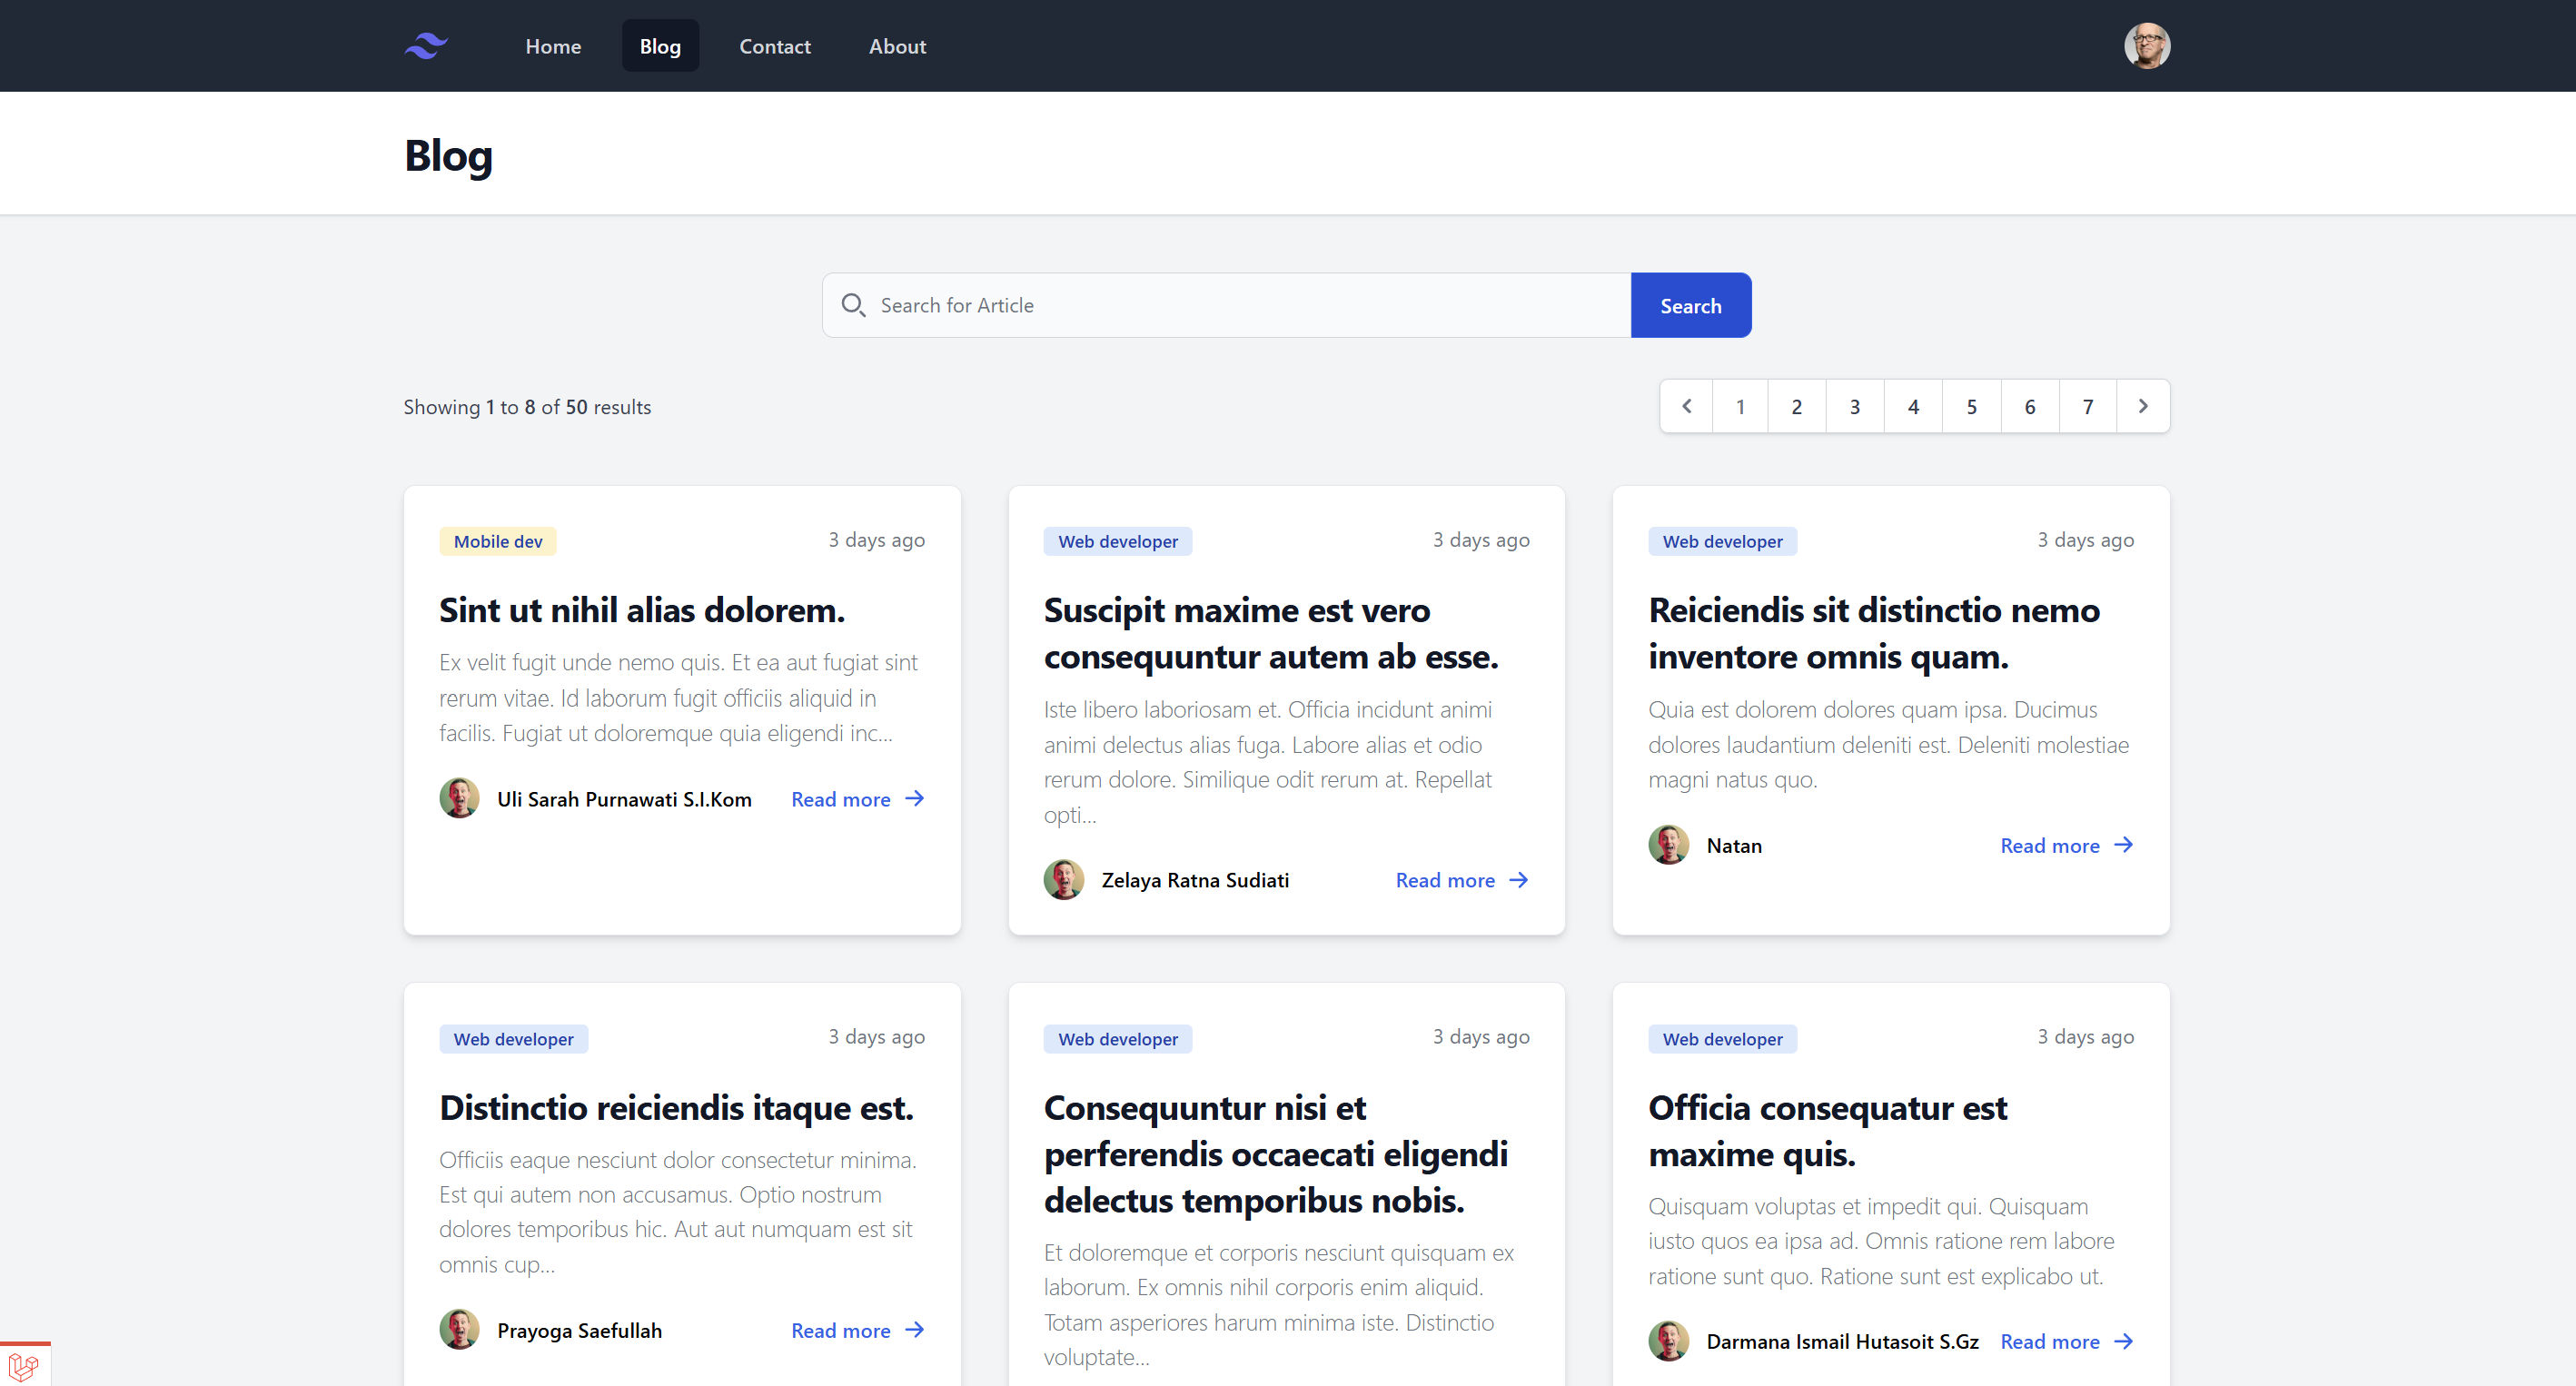 Home Blog Contact About
Blog
Search for Article Search
Showing 1 to 8 of 50 results
1 2 3 4 5 6 7
Mobile dev 3 days ago
Sint ut nihil alias dolorem.
Ex velit fugit unde nemo quis. Et ea aut fugiat sint
rerum vitae. Id laborum fugit officiis aliquid in
facilis. Fugiat ut doloremque quia eligendi inc...
Uli Sarah Purnawati S.I.Kom Read more
Web developer 3 days ago
Suscipit maxime est vero
consequuntur autem ab esse.
Iste libero laboriosam et. Officia incidunt animi
animi delectus alias fuga. Labore alias et odio
rerum dolore. Similique odit rerum at. Repellat
opti...
Zelaya Ratna Sudiati Read more
Web developer 3 days ago
Reiciendis sit distinctio nemo
inventore omnis quam.
Quia est dolorem dolores quam ipsa. Ducimus
dolores laudantium deleniti est. Deleniti molestiae
magni natus quo.
Natan Read more
Web developer 3 days ago
Distinctio reiciendis itaque est.
Officiis eaque nesciunt dolor consectetur minima.
Est qui autem non accusamus. Optio nostrum
dolores temporibus hic. Aut aut numquam est sit
omnis cup...
Prayoga Saefullah Read more
Web developer 3 days ago
Consequuntur nisi et
perferendis occaecati eligendi
delectus temporibus nobis.
Et doloremque et corporis nesciunt quisquam ex
laborum. Ex omnis nihil corporis enim aliquid.
Totam asperiores harum minima iste. Distinctio
voluptate...
Web developer 3 days ago
Officia consequatur est
maxime quis.
Quisquam voluptas et impedit qui. Quisquam
iusto quos ea ipsa ad. Omnis ratione rem labore
ratione sunt quo. Ratione sunt est explicabo ut.
Darmana Ismail Hutasoit S.Gz Read more